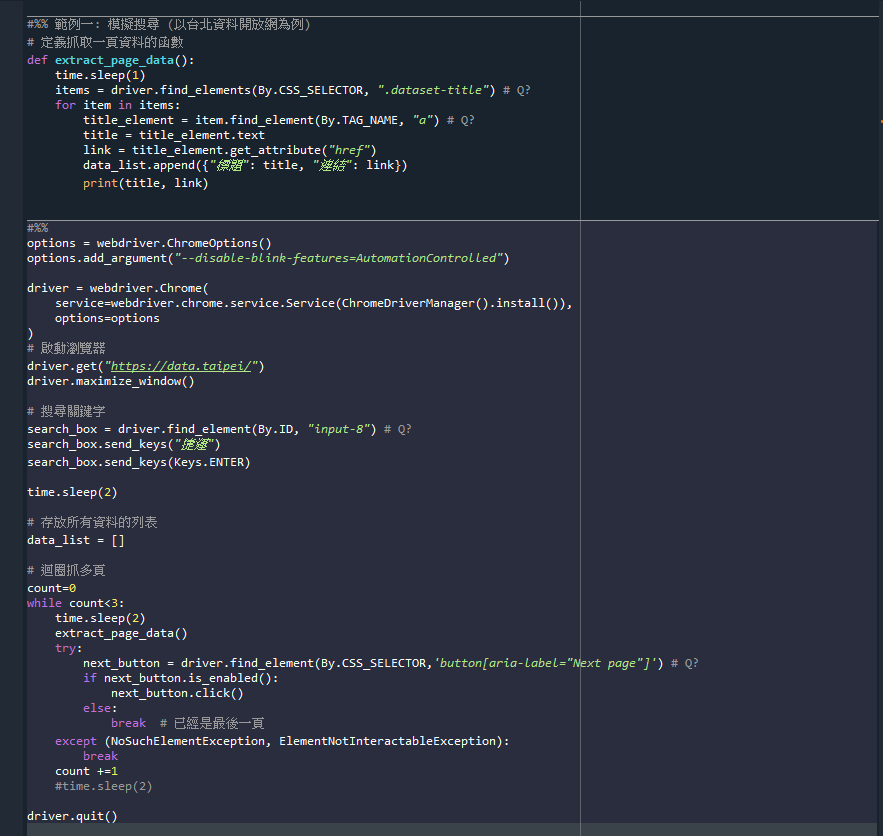 #%% 範例一: 模擬搜尋 (以台北資料開放網為例)
# 定義抓取一頁資料的函數
def extract_page_data():
    time.sleep(1)
    items = driver.find_elements(By.CSS_SELECTOR, ".dataset-title") # Q?
    for item in items:
        title_element = item.find_element(By.TAG_NAME, "a") # Q?
        title = title_element.text
        link = title_element.get_attribute("href")
        data_list.append({"標題": title, "連結": link})
        print(title, link)
#%%
options = webdriver.ChromeOptions()
options.add_argument("--disable-blink-features=AutomationControlled")
driver = webdriver.Chrome(
    service=webdriver.chrome.service.Service(ChromeDriverManager().install()),
    options=options
)
# 啟動瀏覽器
driver.get("https://data.taipei/")
driver.maximize_window()
# 搜尋關鍵字
search_box = driver.find_element(By.ID, "input-8") # Q?
search_box.send_keys("捷運")
search_box.send_keys(Keys.ENTER)
time.sleep(2)
# 存放所有資料的列表
data_list = []
# 迴圈抓多頁
count=0
while count<3:
    time.sleep(2)
    extract_page_data()
    try:
        next_button = driver.find_element(By.CSS_SELECTOR,'button[aria-label="Next page"]') # Q?
        if next_button.is_enabled():
            next_button.click()
        else:
            break  # 已經是最後一頁
    except (NoSuchElementException, ElementNotInteractableException):
        break
    count +=1
    #time.sleep(2)
driver.quit()